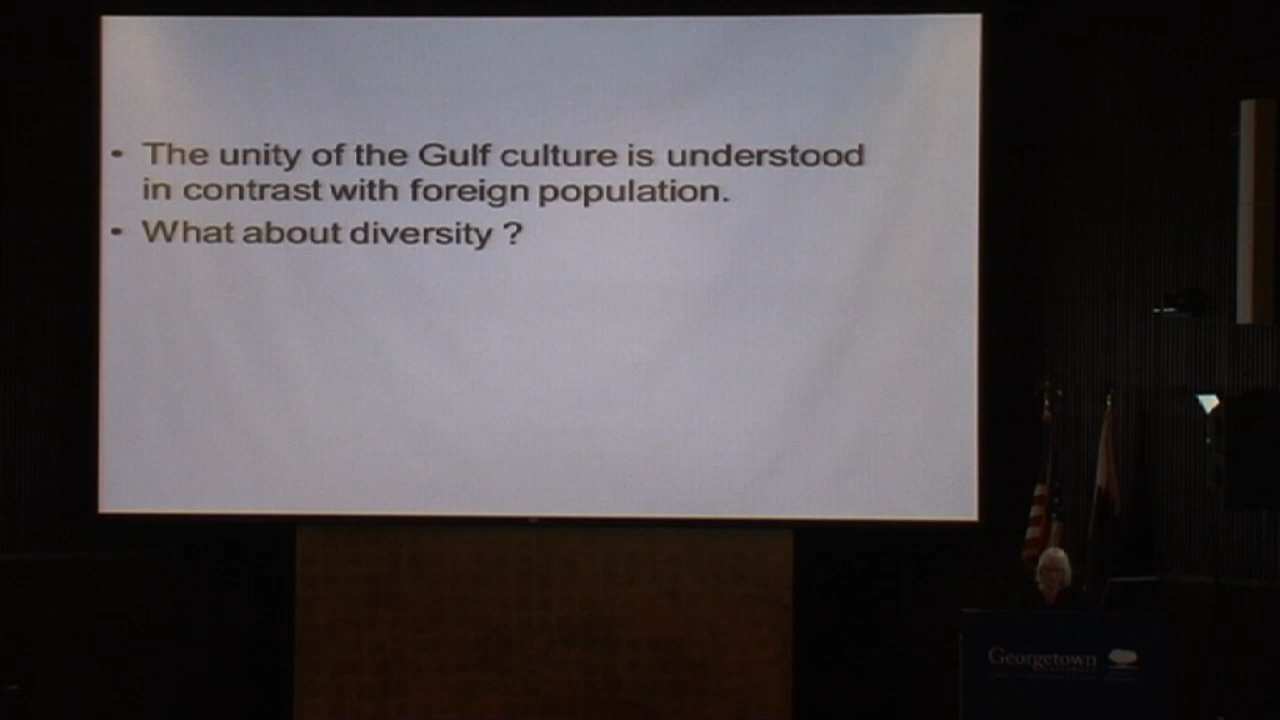 • The unity of the Gulf culture is understood
in contrast with foreign population.
• What about diversity ?
Georgetown